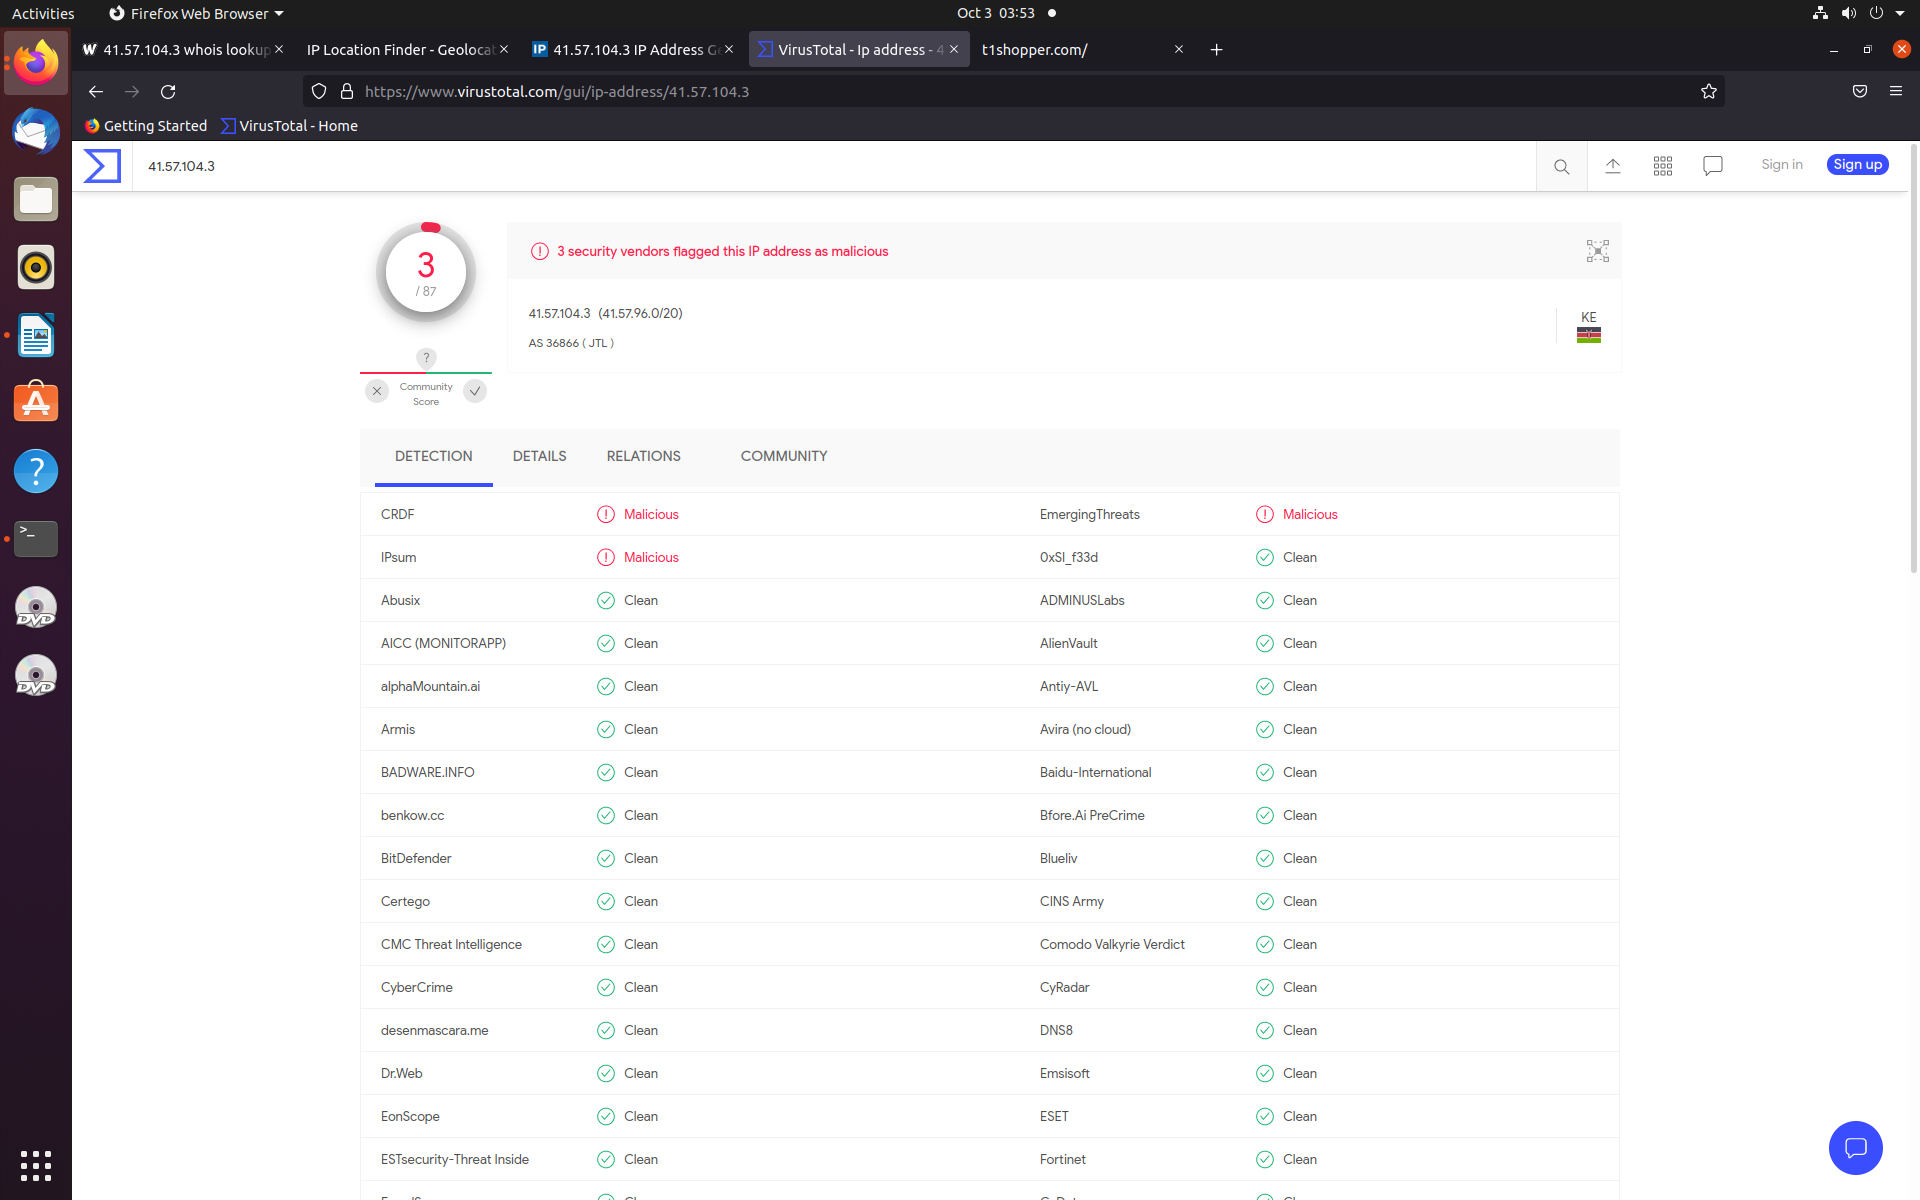 Activities
Firefox Web Browser
Oct 3 03:53
W 41.57.104.3 whois lookup
IP Location Finder - Geolocat
IP 41.57.104.3 IP Address Ge
VirusTotal - Ip address - 4
t1shopper.com/
https://www.virustotal.com/gui/ip-address/41.57.104.3
Getting Started
VirusTotal - Home
41.57.104.3
Sign in
Sign up
3
/ 87
3 security vendors flagged this IP address as malicious
41.57.104.3 (41.57.96.0/20)
AS 36866 ( JTL )
KE
?
Community
Score
DETECTION DETAILS RELATIONS COMMUNITY
CRDF Malicious EmergingThreats Malicious
IPsum Malicious 0xSI_f33d Clean
Abusix Clean ADMINUSLabs Clean
AICC (MONITORAPP) Clean AlienVault Clean
alphaMountain.ai Clean Antiy-AVL Clean
Armis Clean Avira (no cloud) Clean
BADWARE.INFO Clean Baidu-International Clean
benkow.cc Clean Bfore.Ai PreCrime Clean
BitDefender Clean Blueliv Clean
Certego Clean CINS Army Clean
CMC Threat Intelligence Clean Comodo Valkyrie Verdict Clean
CyberCrime Clean CyRadar Clean
desenmascara.me Clean DNS8 Clean
Dr.Web Clean Emsisoft Clean
EonScope Clean ESET Clean
ESTsecurity-Threat Inside Clean Fortinet Clean
?
>_
DVD
DVD